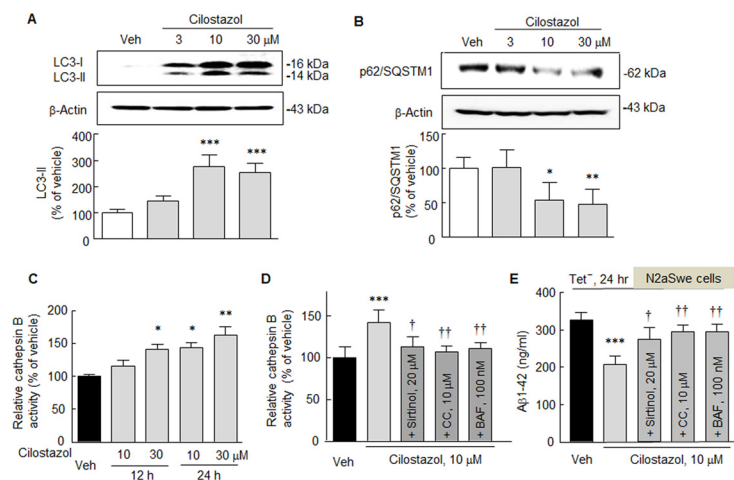 A
Cilostazol
Veh 3 10 30 μM
LC3-I
LC3-II
-16 kDa
-14 kDa
β-Actin
-43 kDa
LC3-II
(% of vehicle)
400
300
200
100
0
*** ***
B
Cilostazol
Veh 3 10 30 μM
p62/SQSTM1
-62 kDa
β-Actin
-43 kDa
p62/SQSTM1
(% of vehicle)
150
100
50
0
* **
C
Relative cathepsin B
activity (% of vehicle)
200
150
100
50
0
* * **
Cilostazol
Veh 10 30 10 30 μM
12 h 24 h
D
Relative cathepsin B
activity (% of vehicle)
200
150
100
50
0
*** † †† ††
+ Sirtinol, 20 μM
+ CC, 10 μM
+ BAF, 100 nM
Veh
Cilostazol, 10 μM
E
Tet⁻, 24 hr N2aSwe cells
Aβ1-42 (ng/ml)
400
300
200
0
*** † †† ††
+ Sirtinol, 20 μM
+ CC, 10 μM
+ BAF, 100 nM
Veh
Cilostazol, 10 μM